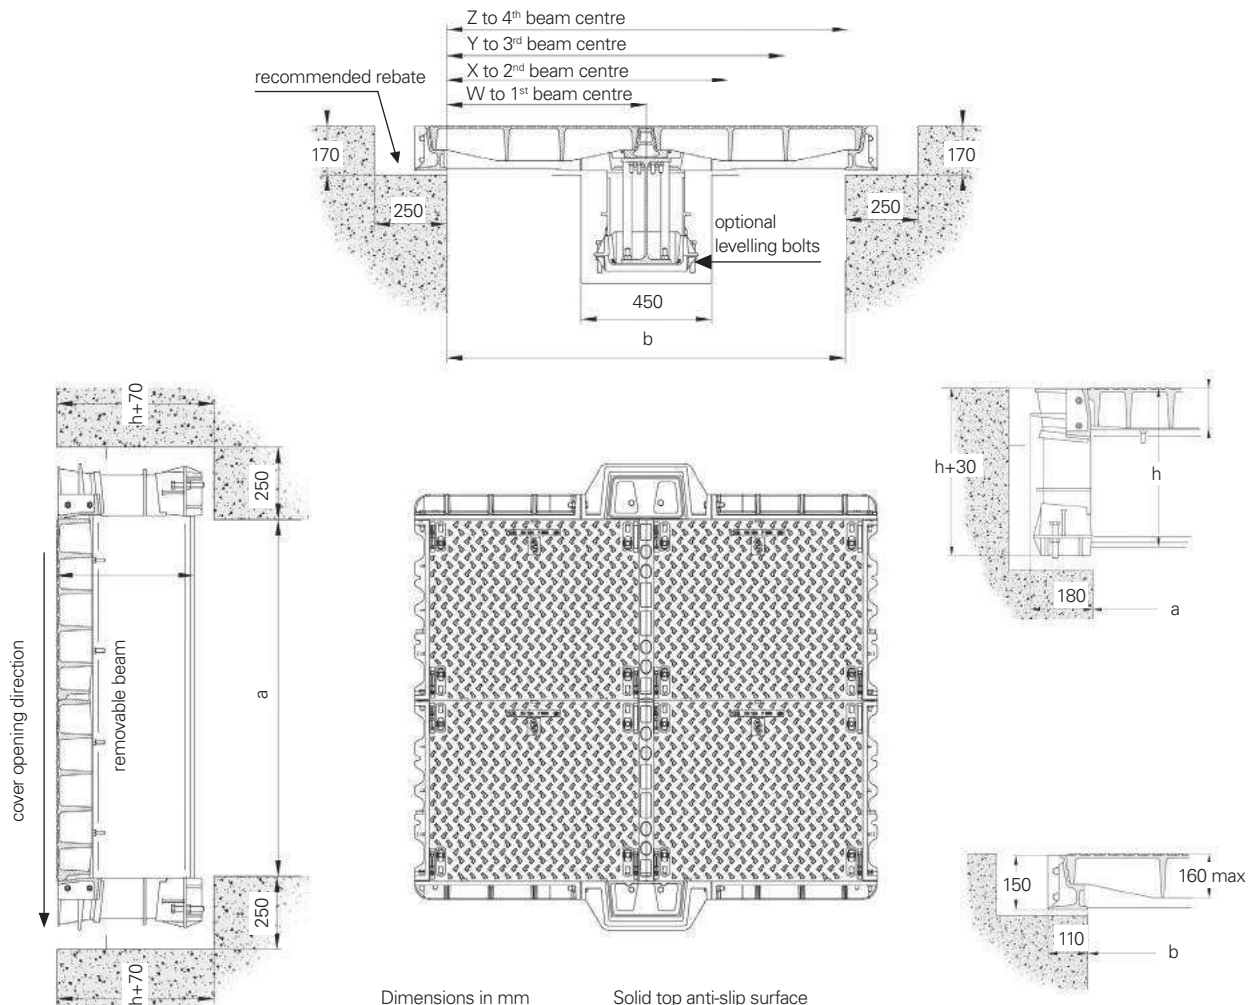 Z to 4th beam centre
Y to 3rd beam centre
recommended rebate
X to 2nd beam centre
W to 1st beam centre
170
170
250
250
optional
levelling bolts
450
b
h+70
250
cover opening direction
removable beam
a
250
h+70
h+30
h
180
a
150
160 max
110
b
Dimensions in mm
Solid top anti-slip surface